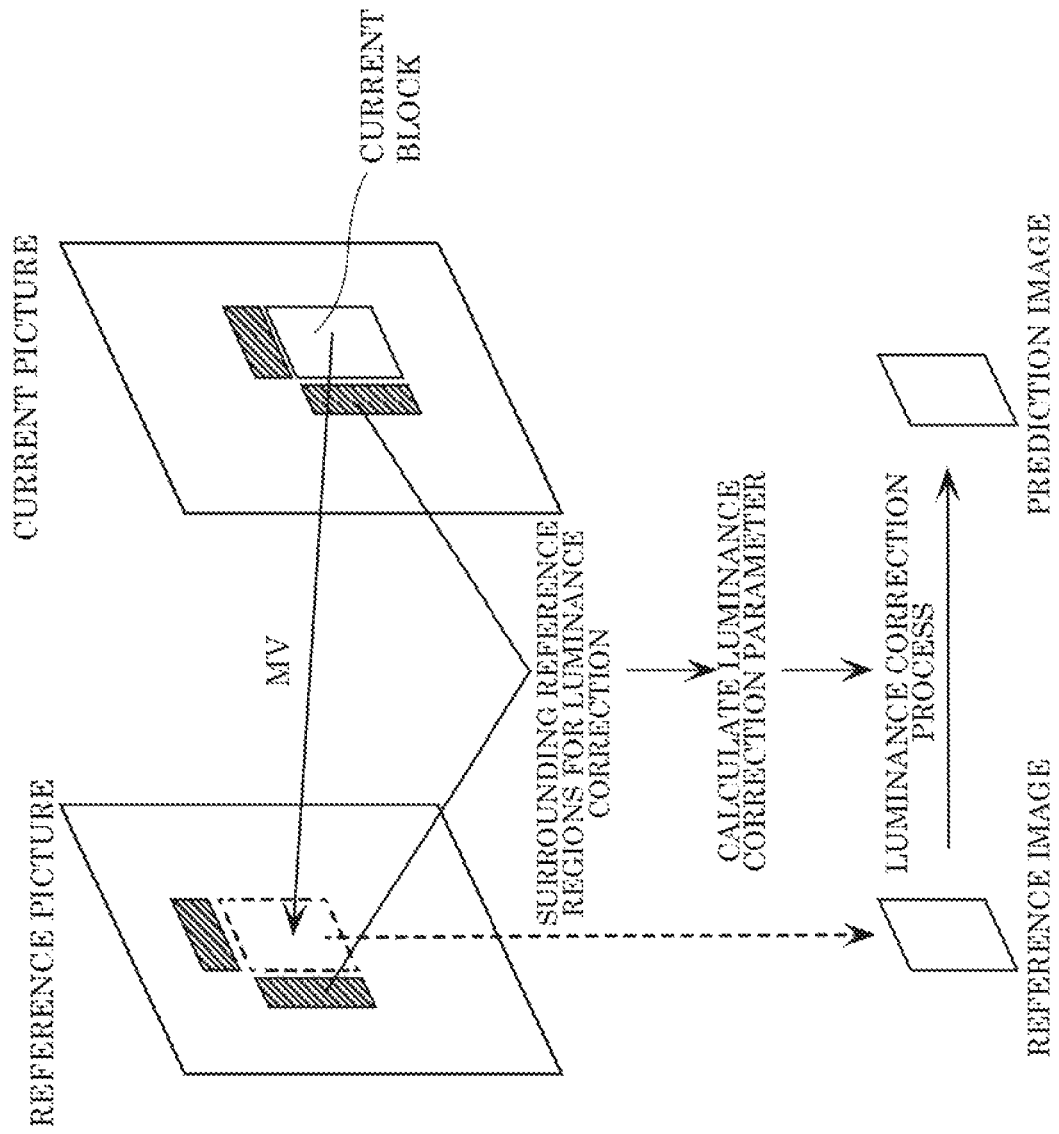 REFERENCE PICTURE
CURRENT PICTURE
MV
CURRENT
BLOCK
SURROUNDING REFERENCE
REGIONS FOR LUMINANCE
CORRECTION
CALCULATE LUMINANCE
CORRECTION PARAMETER
LUMINANCE CORRECTION
PROCESS
REFERENCE IMAGE
PREDICTION IMAGE